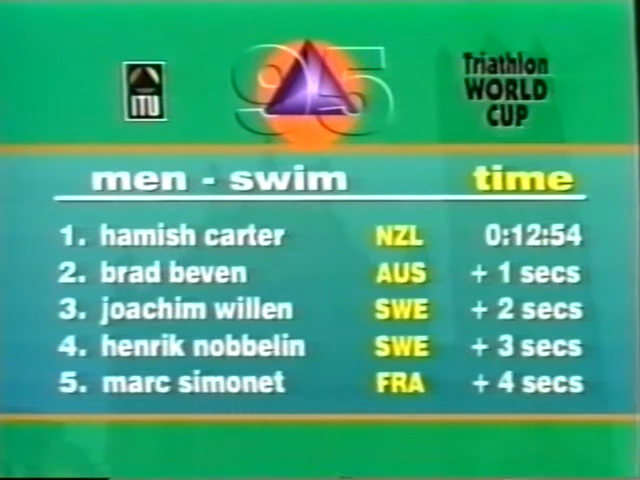 ITU
95
Triathlon
WORLD
CUP
men - swim time
1. hamish carter NZL 0:12:54
2. brad beven AUS + 1 secs
3. joachim willen SWE + 2 secs
4. henrik nobbelin SWE + 3 secs
5. marc simonet FRA + 4 secs